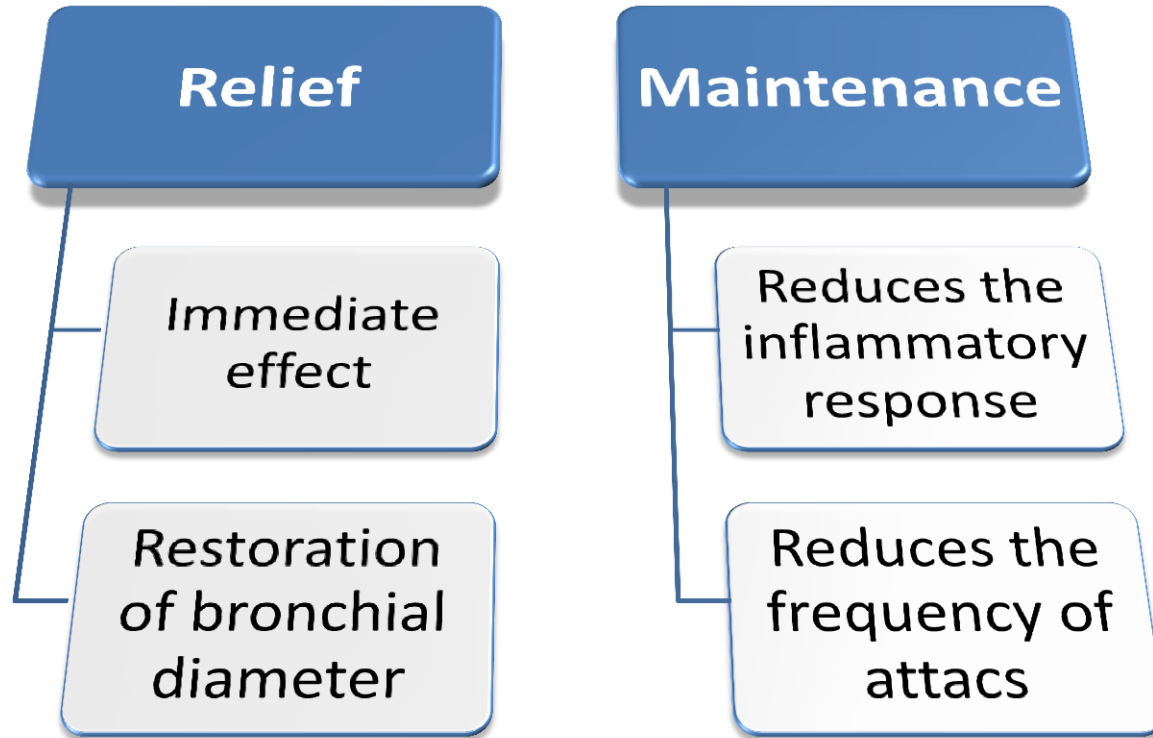 Relief
Immediate
effect
Restoration
of bronchial
diameter
Maintenance
Reduces the
inflammatory
response
Reduces the
frequency of
attacs